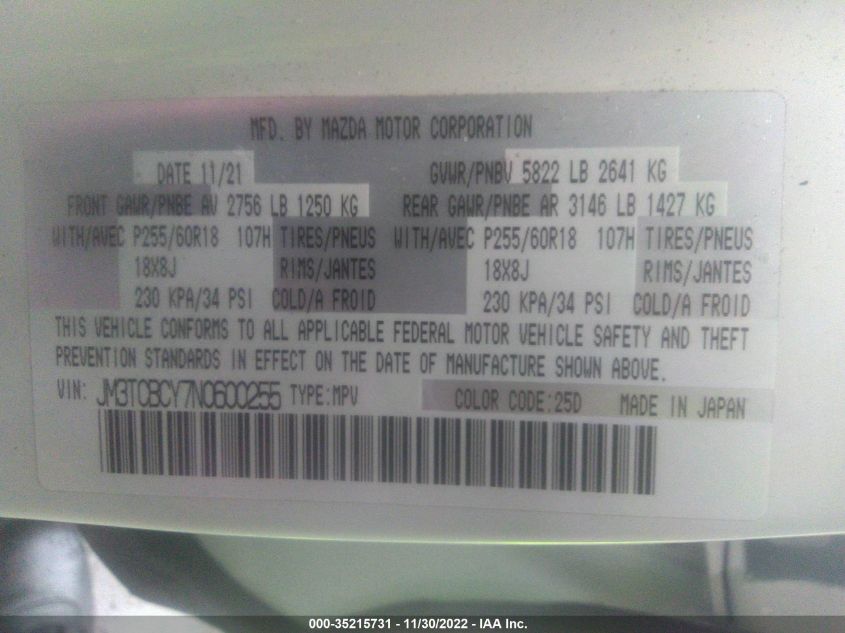 MFD. BY MAZDA MOTOR CORPORATION
DATE 11/21 GVWR/PNBV 5822 LB 2641 KG
FRONT GAWR/PNBE AV 2756 LB 1250 KG REAR GAWR/PNBE AR 3146 LB 1427 KG
WITH/AVEC P255/60R18 107H TIRES/PNEUS WITH/AVEC P255/60R18 107H TIRES/PNEUS
18X8J RIMS/JANTES 18X8J RIMS/JANTES
230 KPA/34 PSI COLD/A FROID 230 KPA/34 PSI COLD/A FROID
THIS VEHICLE CONFORMS TO ALL APPLICABLE FEDERAL MOTOR VEHICLE SAFETY AND THEFT
PREVENTION STANDARDS IN EFFECT ON THE DATE OF MANUFACTURE SHOWN ABOVE.
VIN: JM3TCBCY7N0600255 TYPE:MPV COLOR CODE:25D MADE IN JAPAN
000-35215731 - 11/30/2022 - IAA Inc.